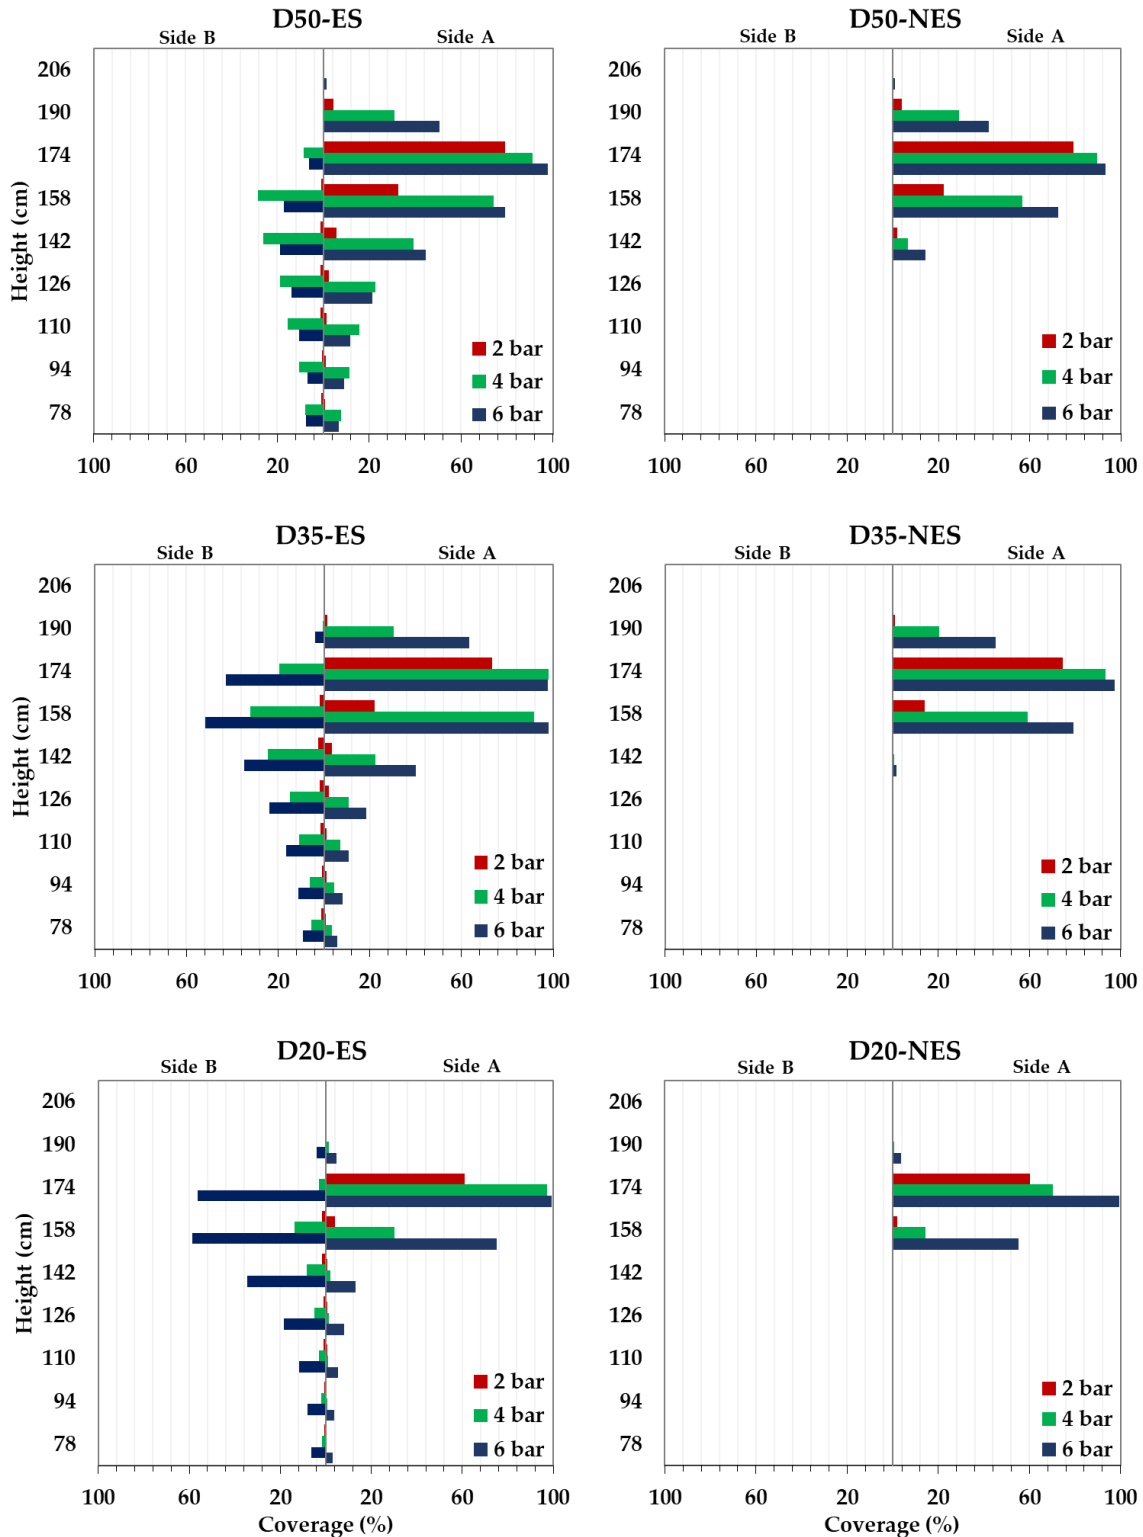 D50-ES
Side B
Side A
206
190
174
158
142
126
110
94
78
Height (cm)
2 bar
4 bar
6 bar
100 60 20 20 60 100
D50-NES
Side B
Side A
206
190
174
158
142
126
110
94
78
2 bar
4 bar
6 bar
100 60 20 20 60 100
D35-ES
Side B
Side A
206
190
174
158
142
126
110
94
78
Height (cm)
2 bar
4 bar
6 bar
100 60 20 20 60 100
D35-NES
Side B
Side A
206
190
174
158
142
126
110
94
78
2 bar
4 bar
6 bar
100 60 20 20 60 100
D20-ES
Side B
Side A
206
190
174
158
142
126
110
94
78
Height (cm)
2 bar
4 bar
6 bar
100 60 20 20 60 100
Coverage (%)
D20-NES
Side B
Side A
206
190
174
158
142
126
110
94
78
2 bar
4 bar
6 bar
100 60 20 20 60 100
Coverage (%)